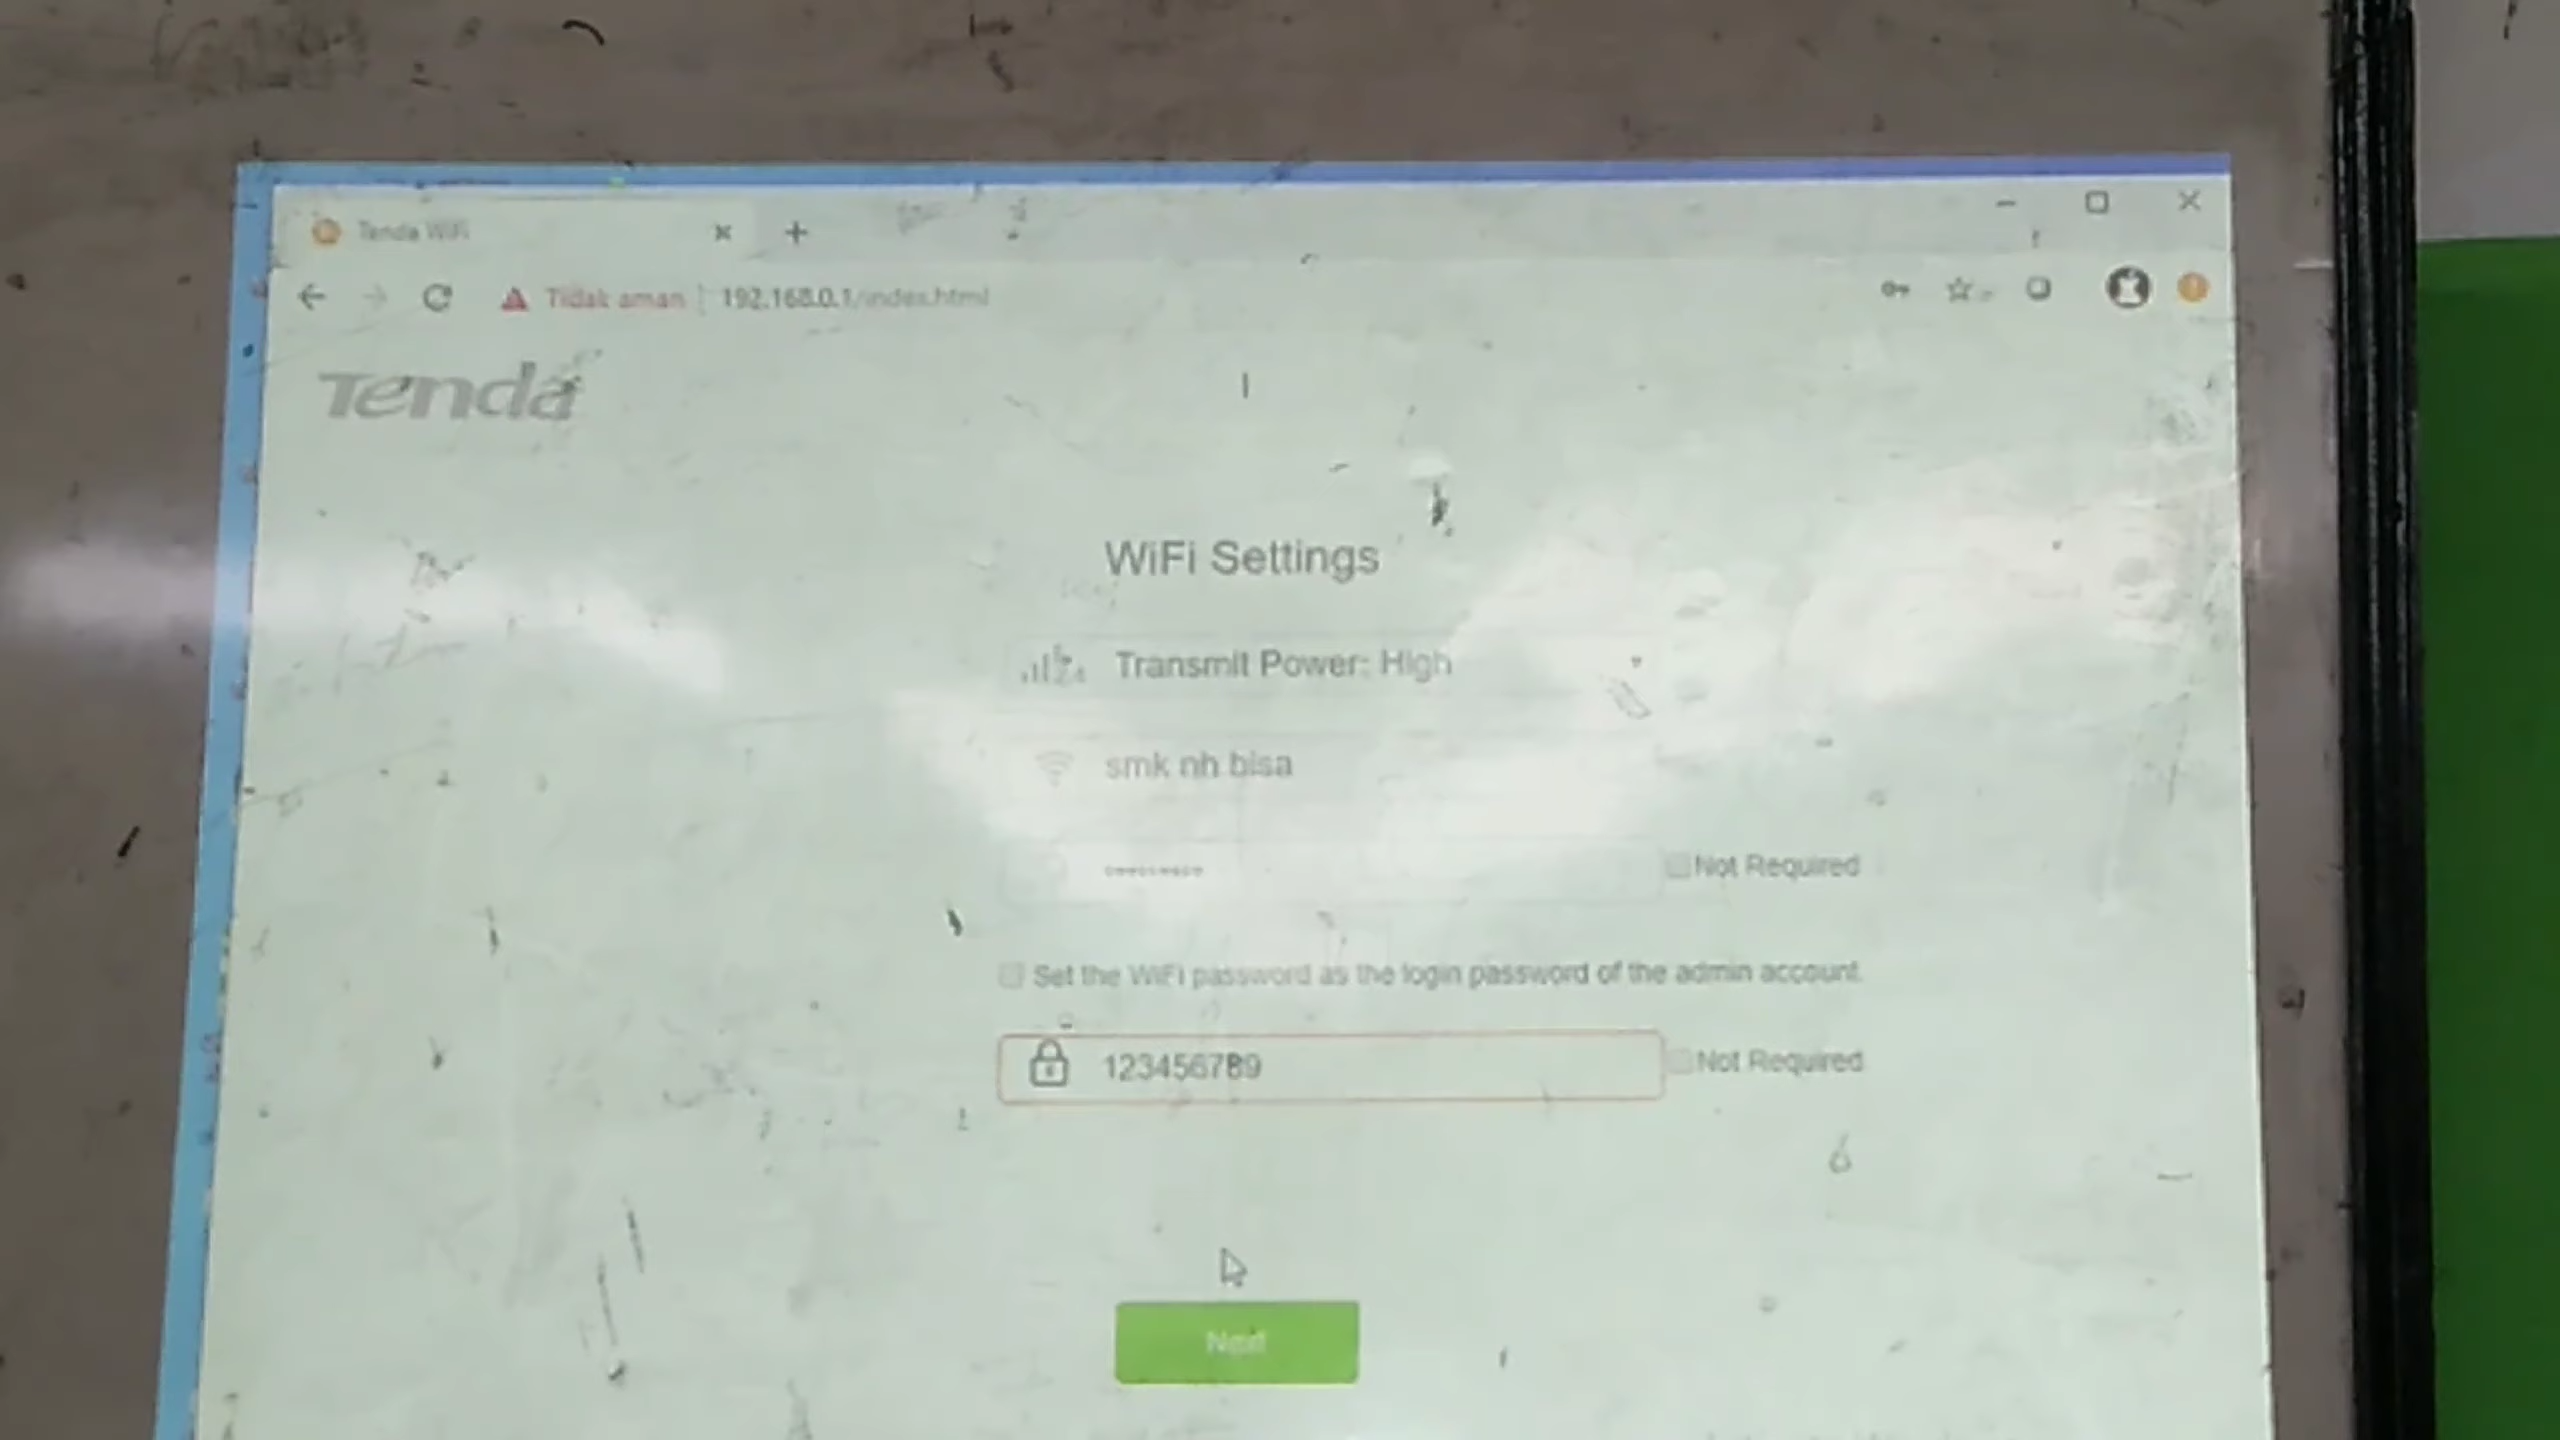 Tenda WiFi
Tidak aman 192.168.0.1/index.html
Tenda
WiFi Settings
Transmit Power: High
smk nh bisa
Not Required
Set the WiFi password as the login password of the admin account.
123456789
Not Required
Next